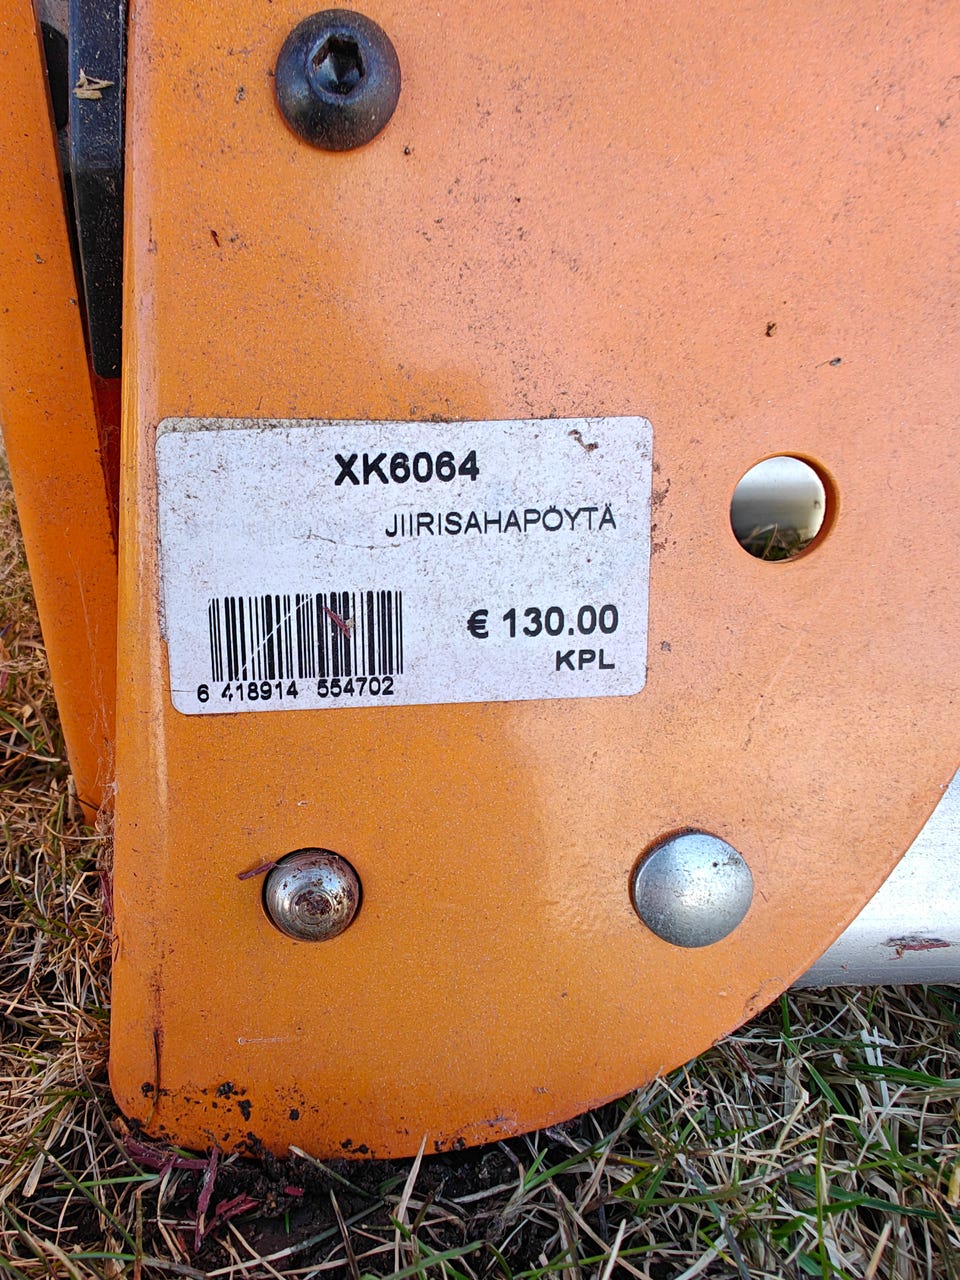 XK6064
JIIRISAHAPÖYTÄ
€ 130.00
KPL
6 418914 554702